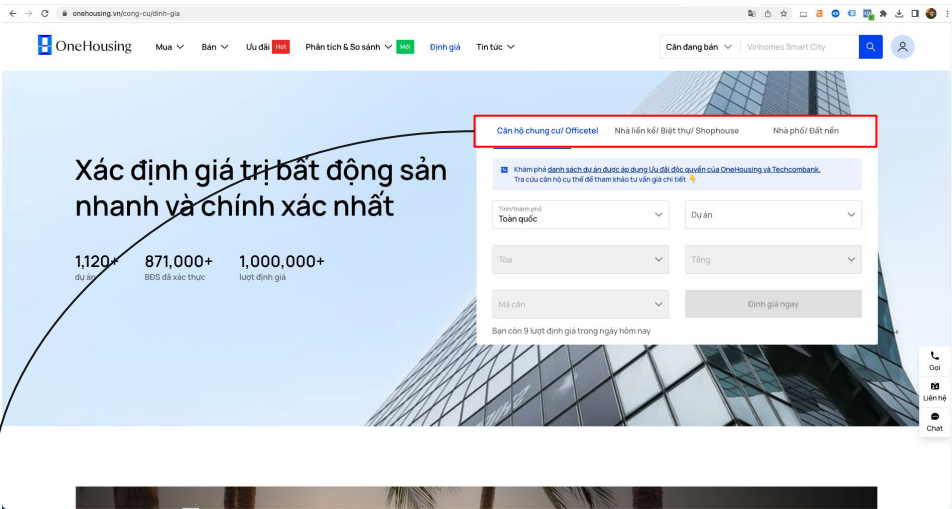 onehousing.vn/cong-cu/dinh-gia
OneHousing Mua Bán Ưu đãi Hot Phân tích & So sánh Mới Định giá Tin tức Căn đang bán Vinhomes Smart City
Căn hộ chung cư/ Officetel Nhà liền kề/ Biệt thự/ Shophouse Nhà phố/ Đất nền
Xác định giá trị bất động sản
nhanh và chính xác nhất
Khám phá danh sách dự án được áp dụng Ưu đãi độc quyền của OneHousing và Techcombank.
Tra cứu căn hộ cụ thể để tham khảo tư vấn giá chi tiết 👇
Tỉnh/thành phố
Toàn quốc
Dự án
1,120+ 871,000+ 1,000,000+
dự án BĐS đã xác thực lượt định giá
Tòa Tầng
Mã căn Định giá ngay
Bạn còn 9 lượt định giá trong ngày hôm nay
Gọi
Liên hệ
Chat